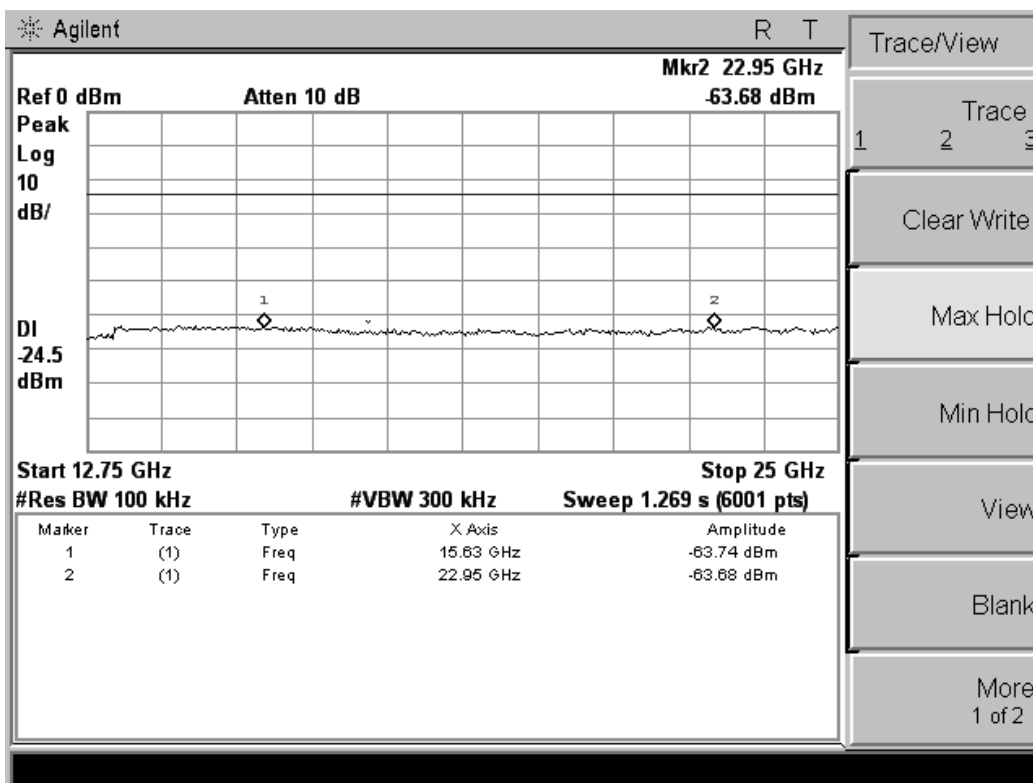 Agilent R T
Mkr2 22.95 GHz
Ref 0 dBm Atten 10 dB -63.68 dBm
Peak
Log
10
dB/
1 2
DI
-24.5
dBm
Start 12.75 GHz Stop 25 GHz
#Res BW 100 kHz #VBW 300 kHz Sweep 1.269 s (6001 pts)
Marker Trace Type X Axis Amplitude
1 (1) Freq 15.63 GHz -63.74 dBm
2 (1) Freq 22.95 GHz -63.68 dBm
Trace/View
Trace
1 2 3
Clear Write
Max Hold
Min Hold
View
Blank
More
1 of 2